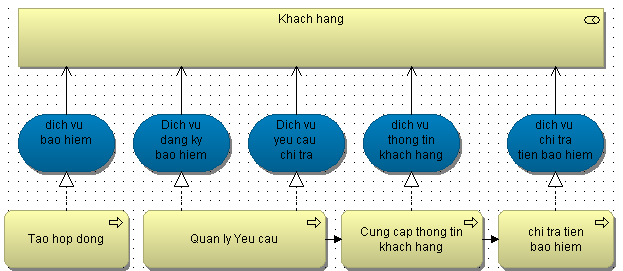 Khach hang
dich vu
bao hiem
Dich vu
dang ky
bao hiem
Dich vu
yeu cau
chi tra
dich vu
thong tin
khach hang
dich vu
chi tra
tien bao hiem
Tao hop dong
Quan ly Yeu cau
Cung cap thong tin
khach hang
chi tra tien
bao hiem